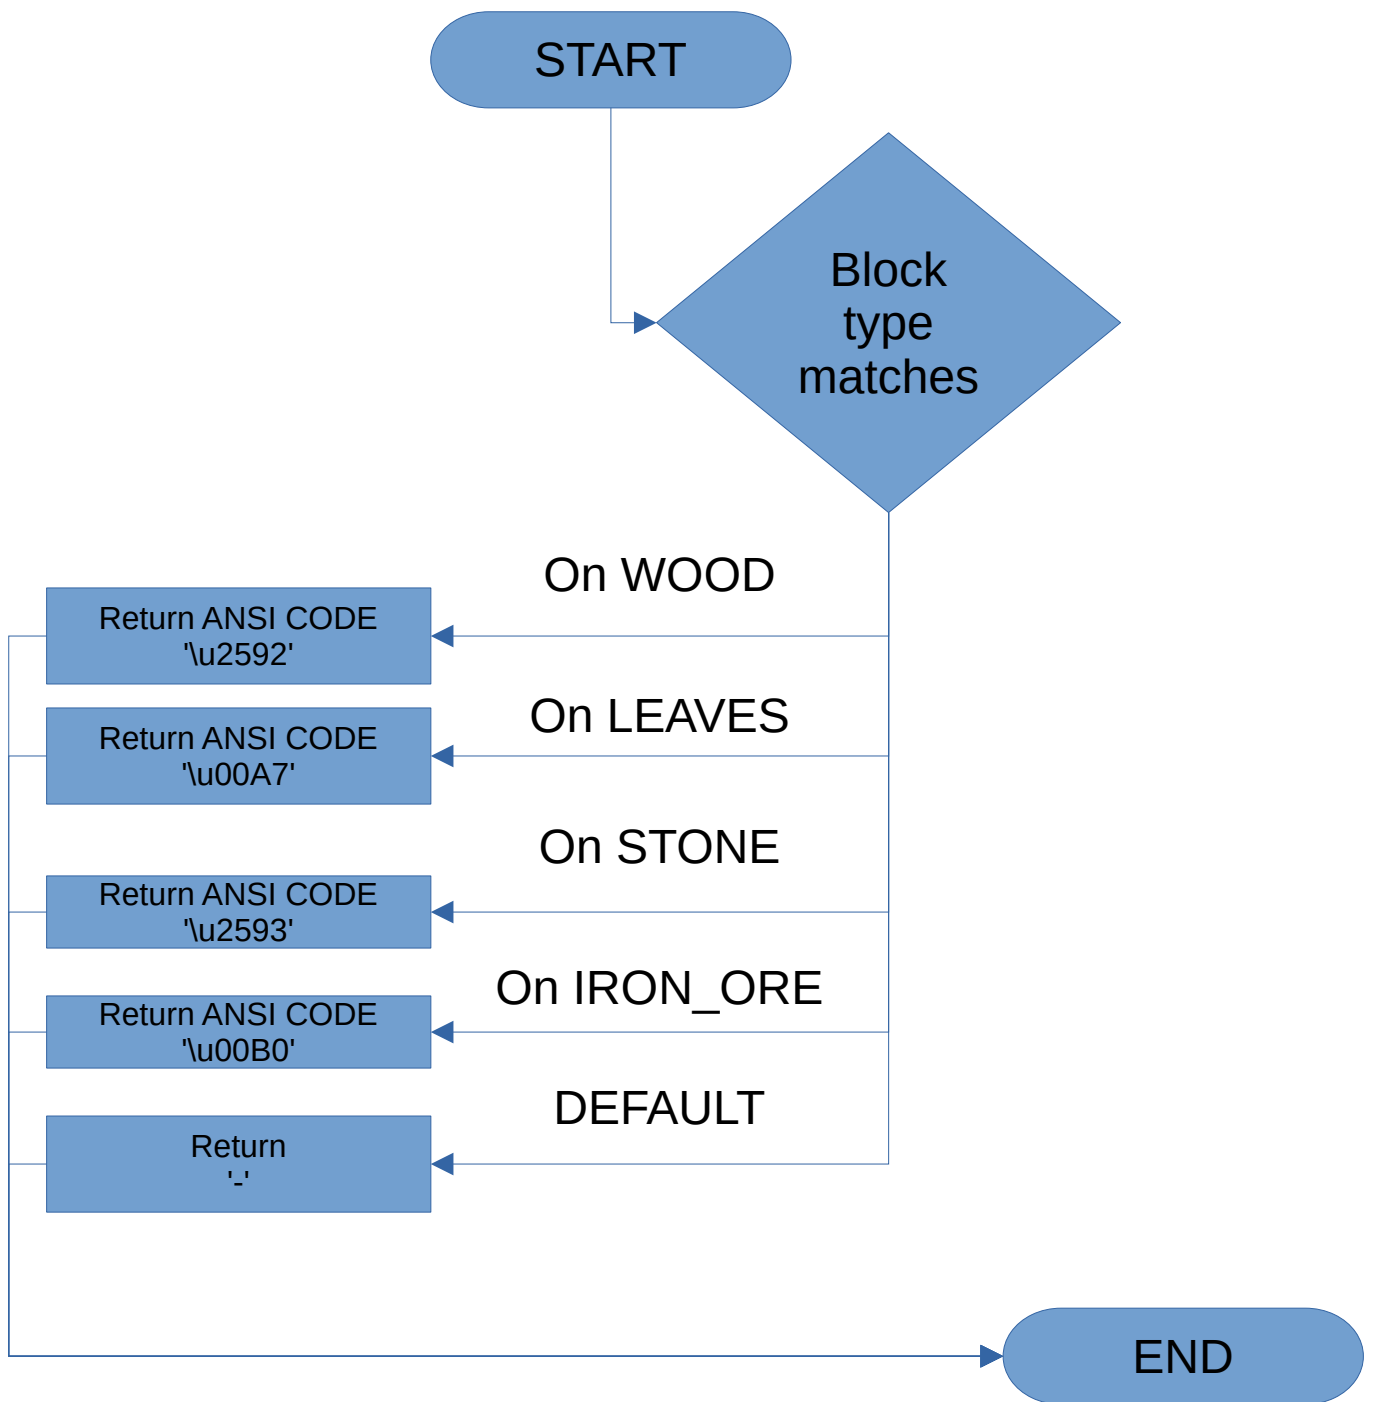 START
Block
type
matches
On WOOD
Return ANSI CODE
'\u2592'
On LEAVES
Return ANSI CODE
'\u00A7'
On STONE
Return ANSI CODE
'\u2593'
On IRON_ORE
Return ANSI CODE
'\u00B0'
DEFAULT
Return
'-'
END